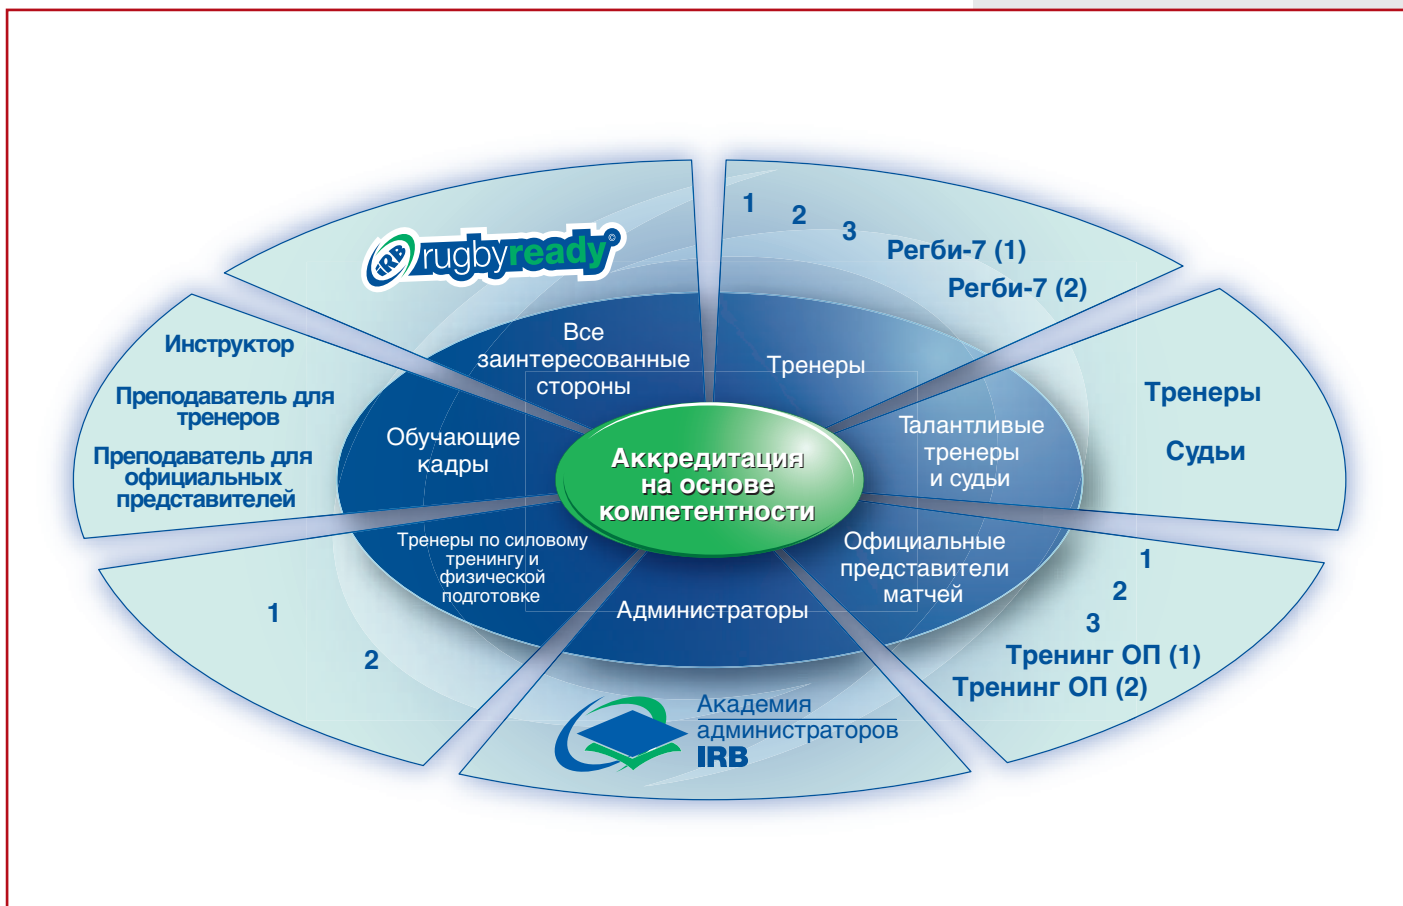 IRB rugbyready©
1
2
3
Регби-7 (1)
Регби-7 (2)
Все
заинтересованные
стороны
Тренеры
Инструктор
Преподаватель для
тренеров
Преподаватель для
официальных
представителей
Обучающие
кадры
Аккредитация
на основе
компетентности
Талантливые
тренеры
и судьи
Тренеры
Судьи
Тренеры по силовому
тренингу и
физической
подготовке
Администраторы
Официальные
представители
матчей
1
2
3
Тренинг ОП (1)
Тренинг ОП (2)
1
2
Академия
администраторов
IRB